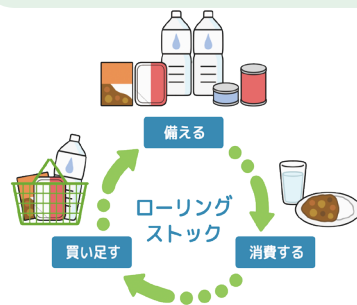 備える
ローリング
ストック
買い足す
消費する